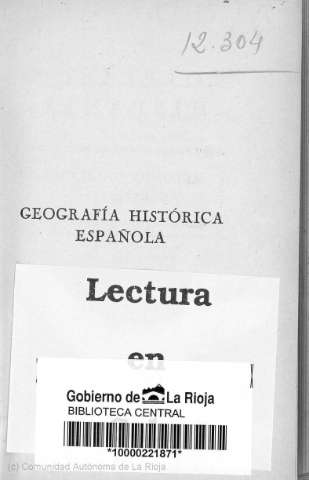 12.304
GEOGRAFÍA HISTÓRICA
ESPAÑOLA
Lectura
en
Gobierno de La Rioja
BIBLIOTECA CENTRAL
*10000221871*
(c) Comunidad Autónoma de La Rioja